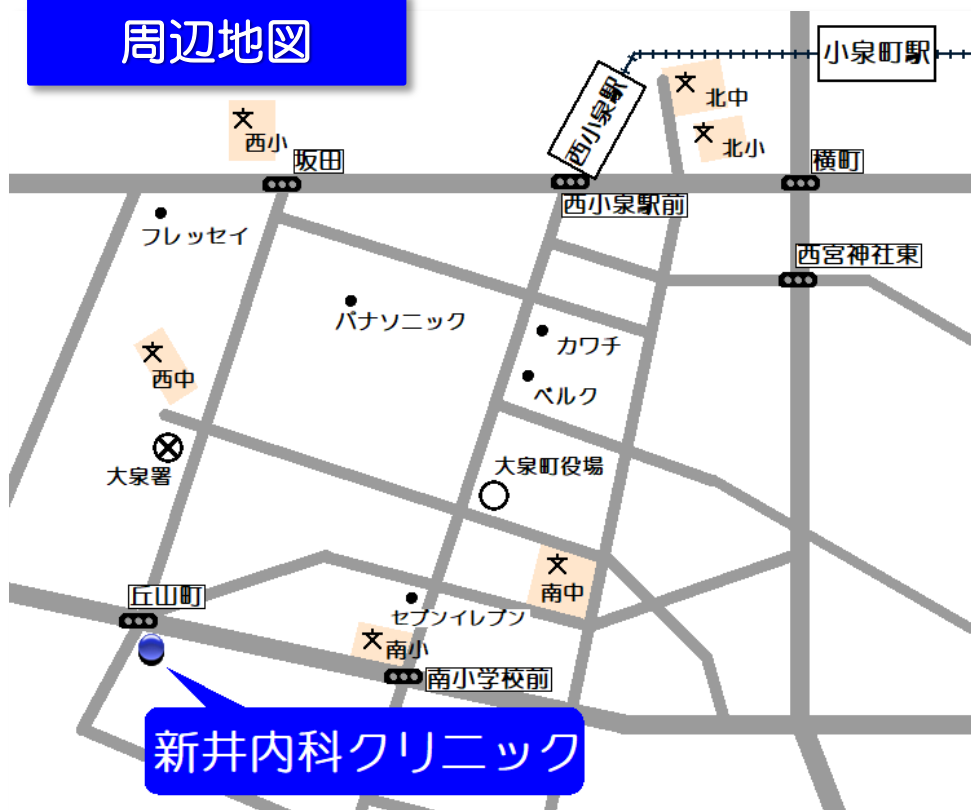 周辺地図
小泉町駅
西小泉駅
北中
西小
北小
坂田
横町
西小泉駅前
フレッセイ
西宮神社東
パナソニック
カワチ
西中
ベルク
大泉町役場
大泉署
南中
丘山町
セブンイレブン
南小
南小学校前
新井内科クリニック